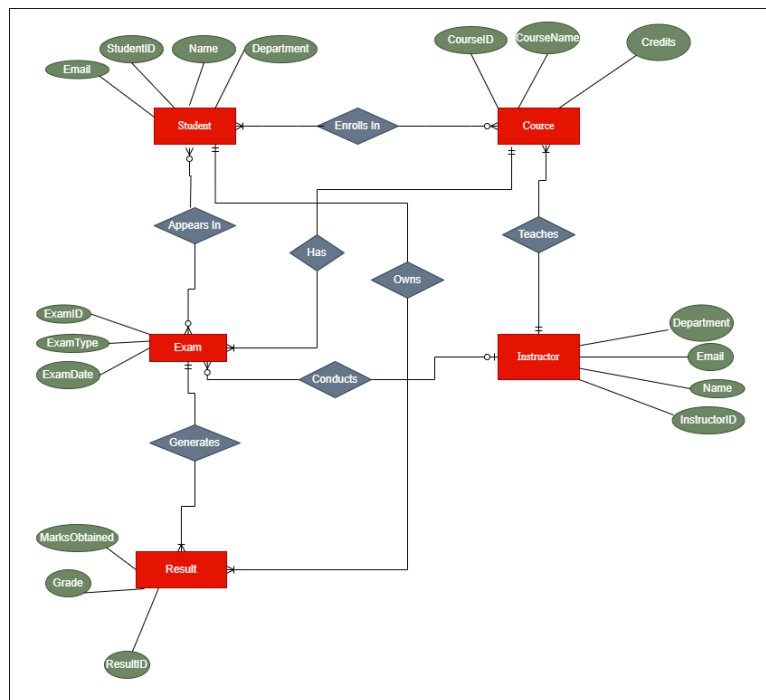 StudentID
Name
Department
Email
CourseID
CourseName
Credits
Student
Enrolls In
Cource
Appears In
Has
Teaches
Owns
ExamID
ExamType
ExamDate
Exam
Conducts
Instructor
Department
Email
Name
InstructorID
Generates
MarksObtained
Grade
Result
ResultID